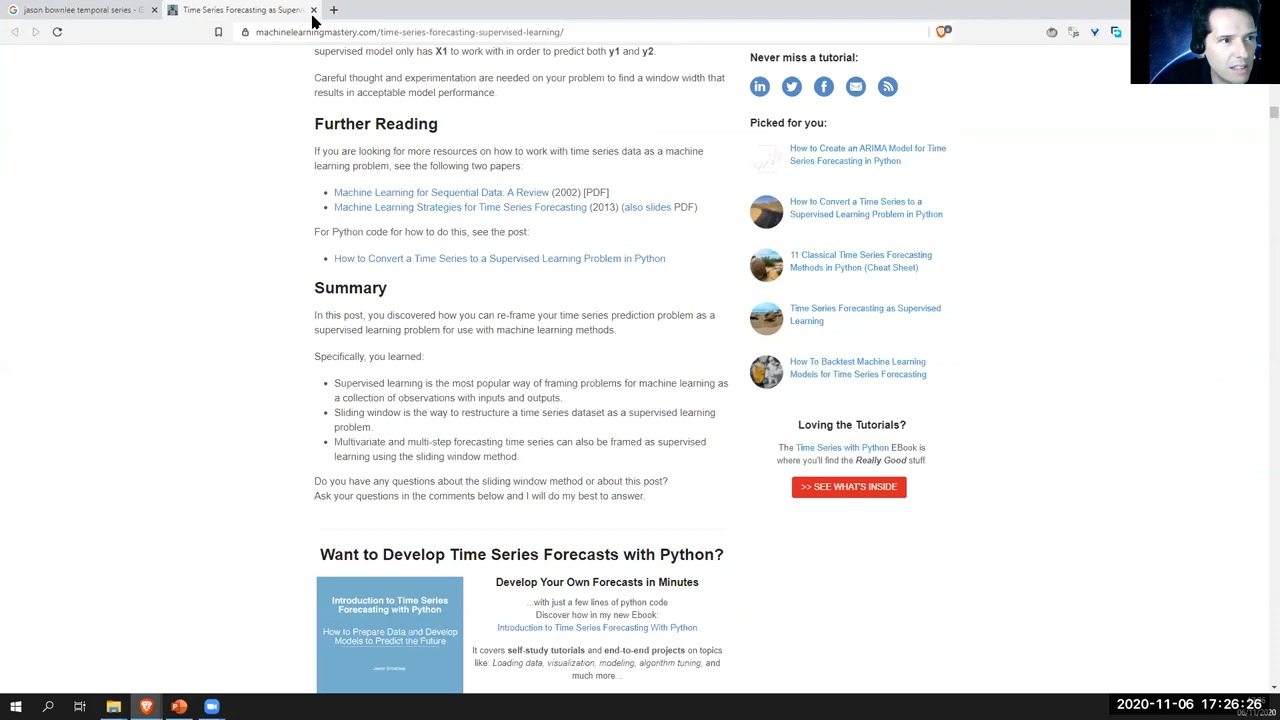 jason bownlee temporal series - G
Time Series Forecasting as Superv
machinelearningmastery.com/time-series-forecasting-supervised-learning/
supervised model only has X1 to work with in order to predict both y1 and y2.
Careful thought and experimentation are needed on your problem to find a window width that
results in acceptable model performance.
Further Reading
If you are looking for more resources on how to work with time series data as a machine
learning problem, see the following two papers:
Machine Learning for Sequential Data: A Review (2002) [PDF]
Machine Learning Strategies for Time Series Forecasting (2013) (also slides PDF)
For Python code for how to do this, see the post:
How to Convert a Time Series to a Supervised Learning Problem in Python
Summary
In this post, you discovered how you can re-frame your time series prediction problem as a
supervised learning problem for use with machine learning methods.
Specifically, you learned:
Supervised learning is the most popular way of framing problems for machine learning as
a collection of observations with inputs and outputs.
Sliding window is the way to restructure a time series dataset as a supervised learning
problem.
Multivariate and multi-step forecasting time series can also be framed as supervised
learning using the sliding window method.
Do you have any questions about the sliding window method or about this post?
Ask your questions in the comments below and I will do my best to answer.
Want to Develop Time Series Forecasts with Python?
Introduction to Time Series
Forecasting with Python
How to Prepare Data and Develop
Models to Predict the Future
Develop Your Own Forecasts in Minutes
...with just a few lines of python code
Discover how in my new Ebook:
Introduction to Time Series Forecasting With Python
It covers self-study tutorials and end-to-end projects on topics
like: Loading data, visualization, modeling, algorithm tuning, and
much more...
Never miss a tutorial:
Picked for you:
How to Create an ARIMA Model for Time
Series Forecasting in Python
How to Convert a Time Series to a
Supervised Learning Problem in Python
11 Classical Time Series Forecasting
Methods in Python (Cheat Sheet)
Time Series Forecasting as Supervised
Learning
How To Backtest Machine Learning
Models for Time Series Forecasting
Loving the Tutorials?
The Time Series with Python EBook is
where you'll find the Really Good stuff.
>> SEE WHAT'S INSIDE
2020-11-06 17:26:26
06/11/2020